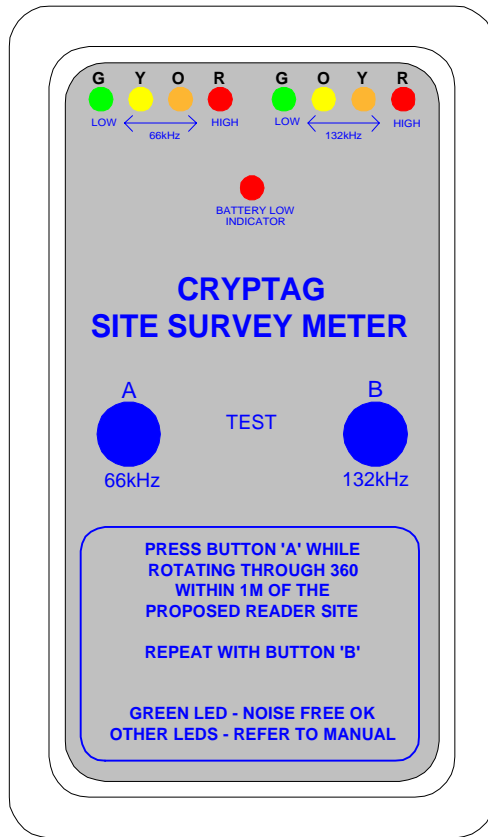 G Y O R G O Y R
LOW HIGH LOW HIGH
66kHz 132kHz
BATTERY LOW
INDICATOR
CRYPTAG
SITE SURVEY METER
A B
TEST
66kHz 132kHz
PRESS BUTTON 'A' WHILE
ROTATING THROUGH 360
WITHIN 1M OF THE
PROPOSED READER SITE
REPEAT WITH BUTTON 'B'
GREEN LED - NOISE FREE OK
OTHER LEDS - REFER TO MANUAL